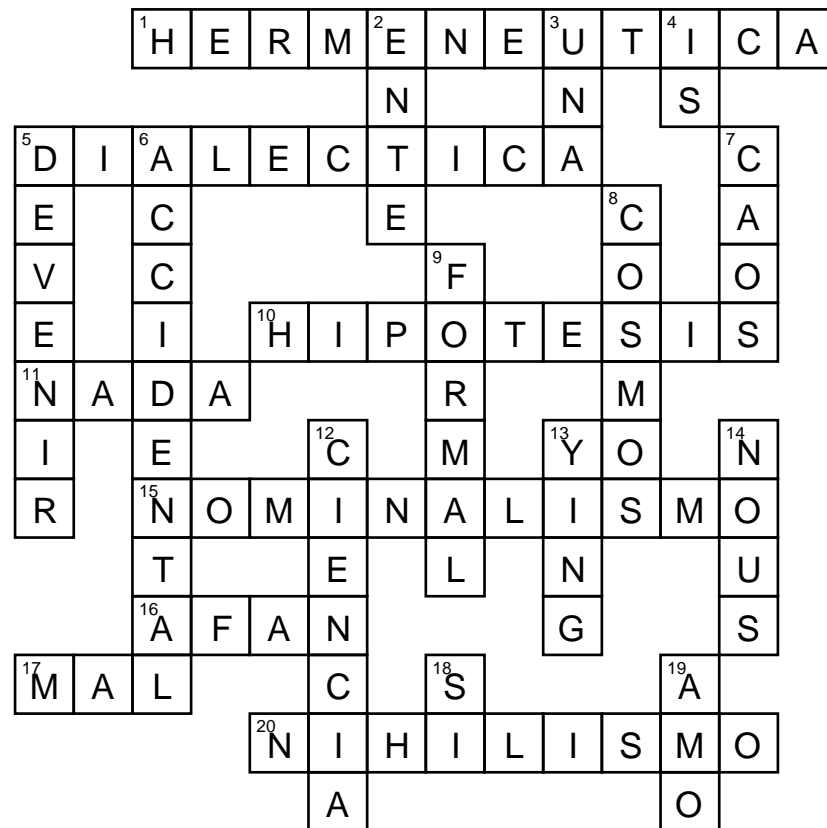 1 H E R M 2 E N E 3 U T 4 I C A
N N S
5 D I 6 A L E C T I C A 7 C
E C E 8 C A
V C 9 F O O
E I 10 H I P O T E S I S
11 N A D A R M
I E 12 C M 13 Y O 14 N
R 15 N O M I N A L I S M O
T E L N U
16 A F A N G S
17 M A L C 18 S 19 A
20 N I H I L I S M O
A O